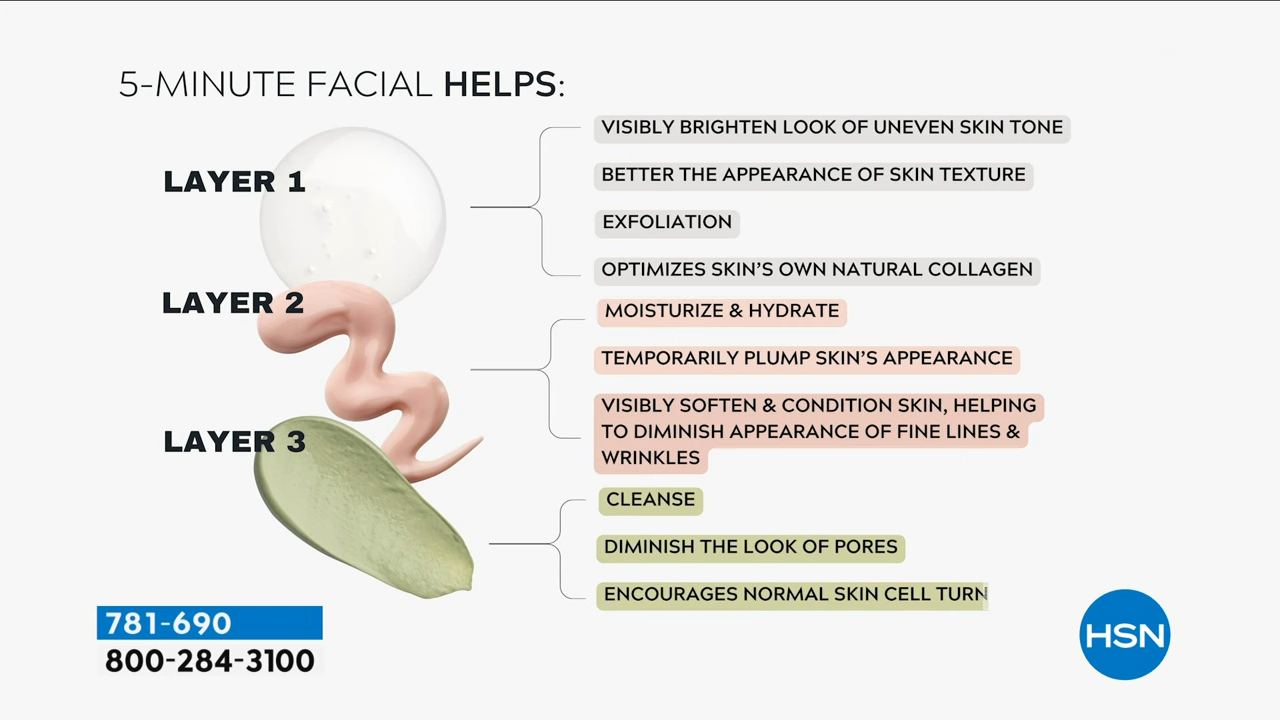 5-MINUTE FACIAL HELPS:
LAYER 1
VISIBLY BRIGHTEN LOOK OF UNEVEN SKIN TONE
BETTER THE APPEARANCE OF SKIN TEXTURE
EXFOLIATION
OPTIMIZES SKIN'S OWN NATURAL COLLAGEN
LAYER 2
MOISTURIZE & HYDRATE
TEMPORARILY PLUMP SKIN'S APPEARANCE
VISIBLY SOFTEN & CONDITION SKIN, HELPING
TO DIMINISH APPEARANCE OF FINE LINES &
WRINKLES
LAYER 3
CLEANSE
DIMINISH THE LOOK OF PORES
ENCOURAGES NORMAL SKIN CELL TURN
781-690
800-284-3100
HSN